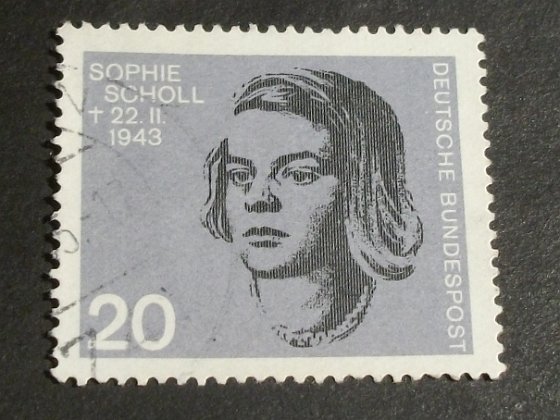 SOPHIE
SCHOLL
† 22. II.
1943
DEUTSCHE BUNDESPOST
20